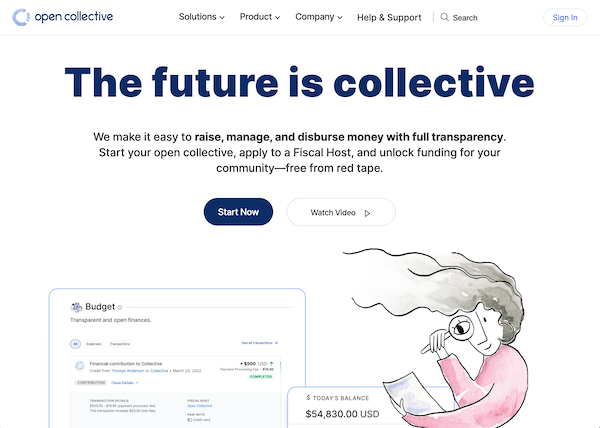 open collective
Solutions Product Company Help & Support Search Sign In
The future is collective
We make it easy to raise, manage, and disburse money with full transparency.
Start your open collective, apply to a Fiscal Host, and unlock funding for your
community—free from red tape.
Start Now Watch Video
Budget
Transparent and open finances.
All Expenses Transactions See all transactions
Financial contribution to Collective + $500 USD
Credit from Thomas Anderson to Collective • March 23, 2022 Payment Processing Fee
COMPLETED
CONTRIBUTION Close Details
TRANSACTION DETAILS FISCAL HOST
Open Collective
PAID WITH
Credit card
$ TODAY'S BALANCE
$54,830.00 USD